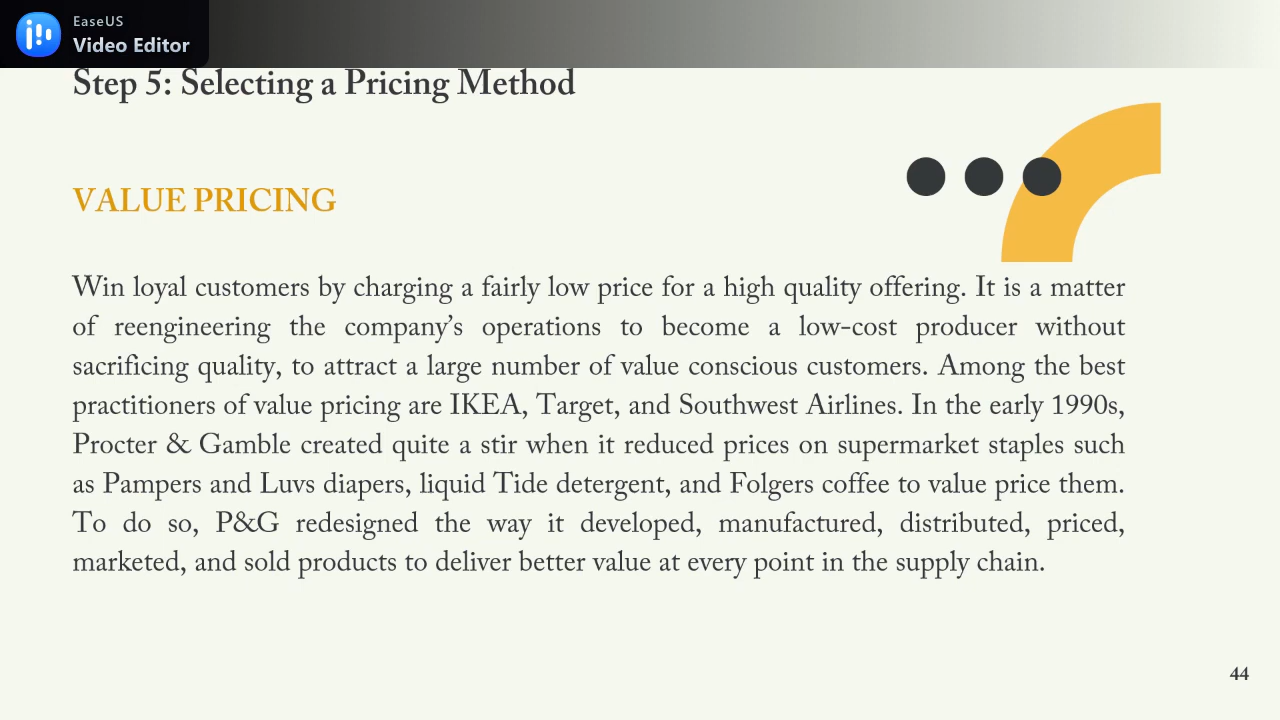 EaseUS
Video Editor
Step 5: Selecting a Pricing Method
VALUE PRICING
Win loyal customers by charging a fairly low price for a high quality offering. It is a matter
of reengineering the company’s operations to become a low-cost producer without
sacrificing quality, to attract a large number of value conscious customers. Among the best
practitioners of value pricing are IKEA, Target, and Southwest Airlines. In the early 1990s,
Procter & Gamble created quite a stir when it reduced prices on supermarket staples such
as Pampers and Luvs diapers, liquid Tide detergent, and Folgers coffee to value price them.
To do so, P&G redesigned the way it developed, manufactured, distributed, priced,
marketed, and sold products to deliver better value at every point in the supply chain.
44